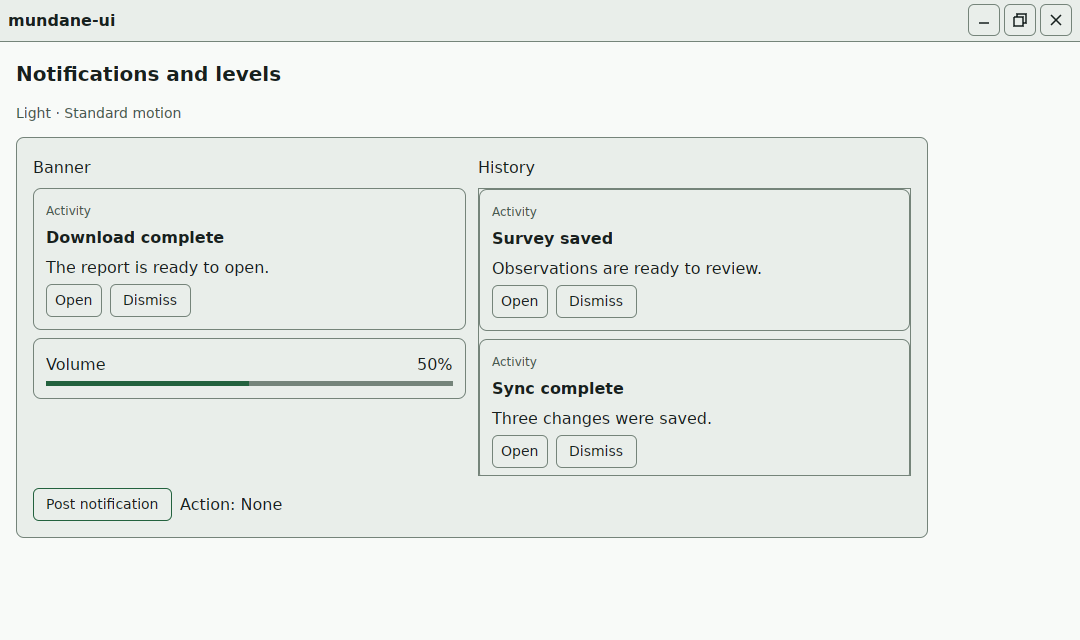 mundane-ui
Notifications and levels
Light · Standard motion
Banner
Activity
Download complete
The report is ready to open.
Open
Dismiss
Volume
50%
History
Activity
Survey saved
Observations are ready to review.
Open
Dismiss
Activity
Sync complete
Three changes were saved.
Open
Dismiss
Post notification
Action: None